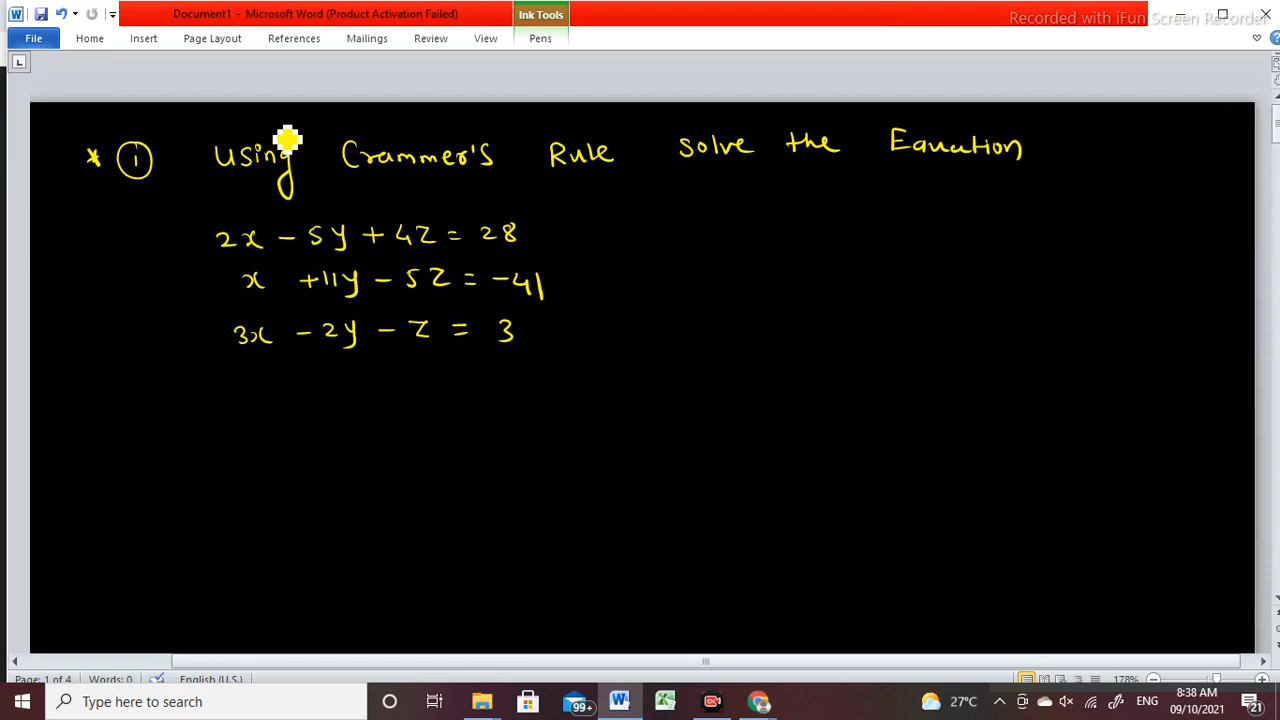 Document1 - Microsoft Word (Product Activation Failed)
Ink Tools
Recorded with iFun Screen Recorder
File Home Insert Page Layout References Mailings Review View Pens
* ① Using Crammer's Rule solve the Equation
2x - 5y + 4z = 28
x + 11y - 5z = -41
3x - 2y - z = 3
Page: 1 of 4 Words: 0 English (U.S.) 178%
Type here to search
99+
27°C
ENG
8:38 AM
09/10/2021
21